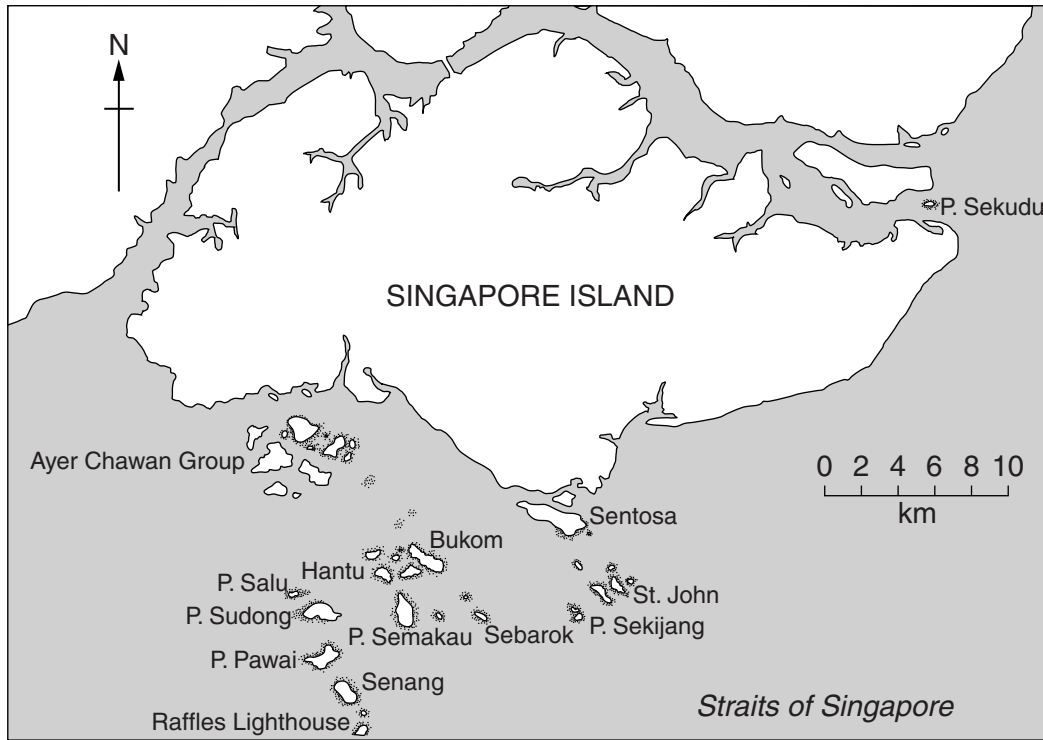 N
P. Sekudu
SINGAPORE ISLAND
Ayer Chawan Group
0 2 4 6 8 10
km
Sentosa
Bukom
Hantu
P. Salu
St. John
P. Sudong
P. Semakau
Sebarok
P. Sekijang
P. Pawai
Senang
Straits of Singapore
Raffles Lighthouse